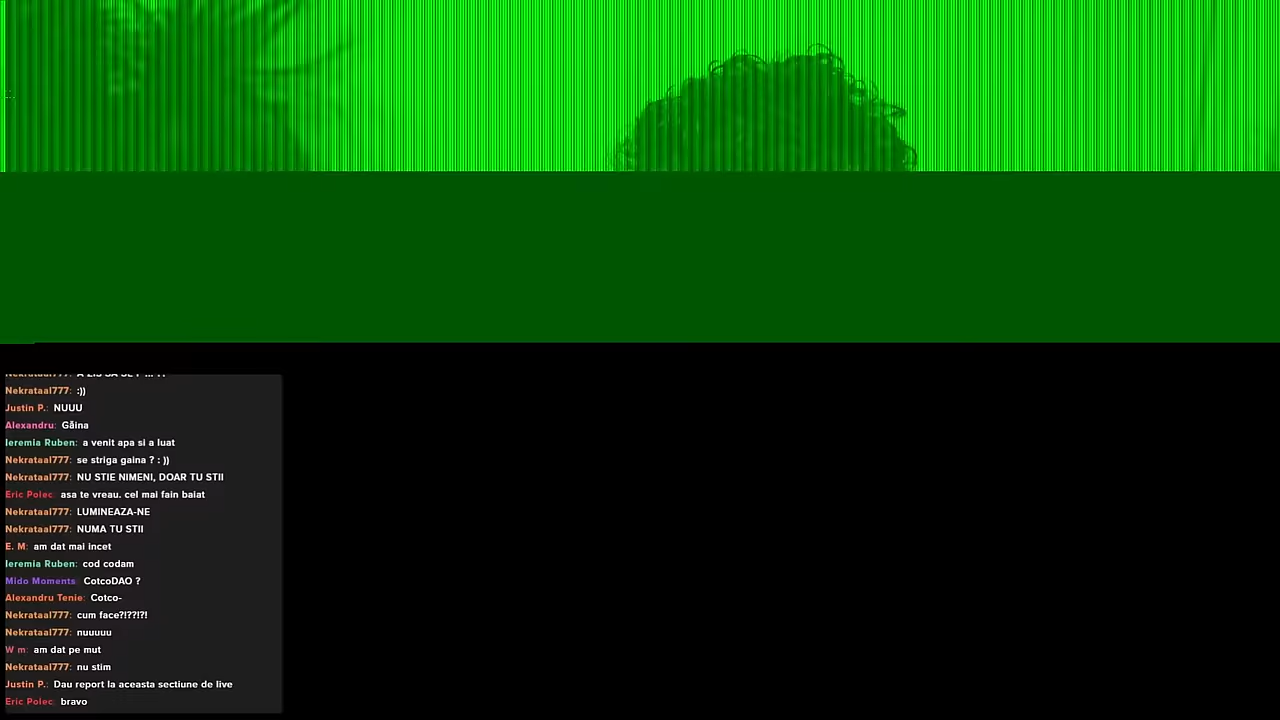 Nekrataal777: :))
Justin P.: NUUU
Alexandru: Găina
Ieremia Ruben: a venit apa si a luat
Nekrataal777: se striga gaina ? : ))
Nekrataal777: NU STIE NIMENI, DOAR TU STII
Eric Polec: asa te vreau. cel mai fain baiat
Nekrataal777: LUMINEAZA-NE
Nekrataal777: NUMA TU STII
E. M: am dat mai incet
Ieremia Ruben: cod codam
Mido Moments: CotcoDAO ?
Alexandru Tenie: Cotco-
Nekrataal777: cum face?!??!?!
Nekrataal777: nuuuuu
W m: am dat pe mut
Nekrataal777: nu stim
Justin P.: Dau report la aceasta sectiune de live
Eric Polec: bravo